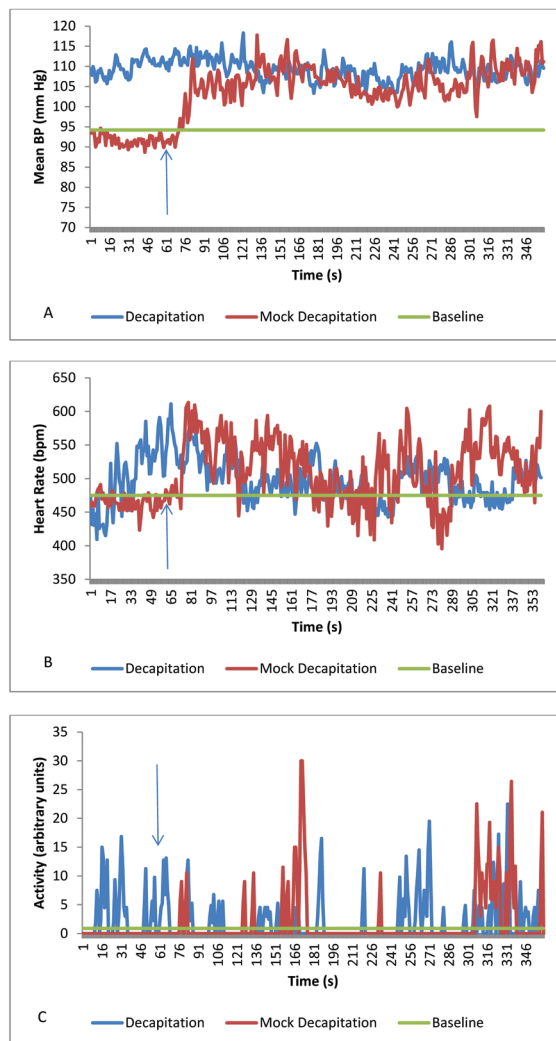 120
115
110
105
100
95
90
85
80
75
70
Mean BP (mm Hg)
1 16 31 46 61 76 91 106 121 136 151 166 181 196 211 226 241 256 271 286 301 316 331 346
Time (s)
A
Decapitation Mock Decapitation Baseline
650
600
550
500
450
400
350
Heart Rate (bpm)
1 17 33 49 65 81 97 113 129 145 161 177 193 209 225 241 257 273 289 305 321 337 353
Time (s)
B
Decapitation Mock Decapitation Baseline
35
30
25
20
15
10
5
0
Activity (arbitrary units)
1 16 31 46 61 76 91 106 121 136 151 166 181 196 211 226 241 256 271 286 301 316 331 346
Time (s)
C
Decapitation Mock Decapitation Baseline